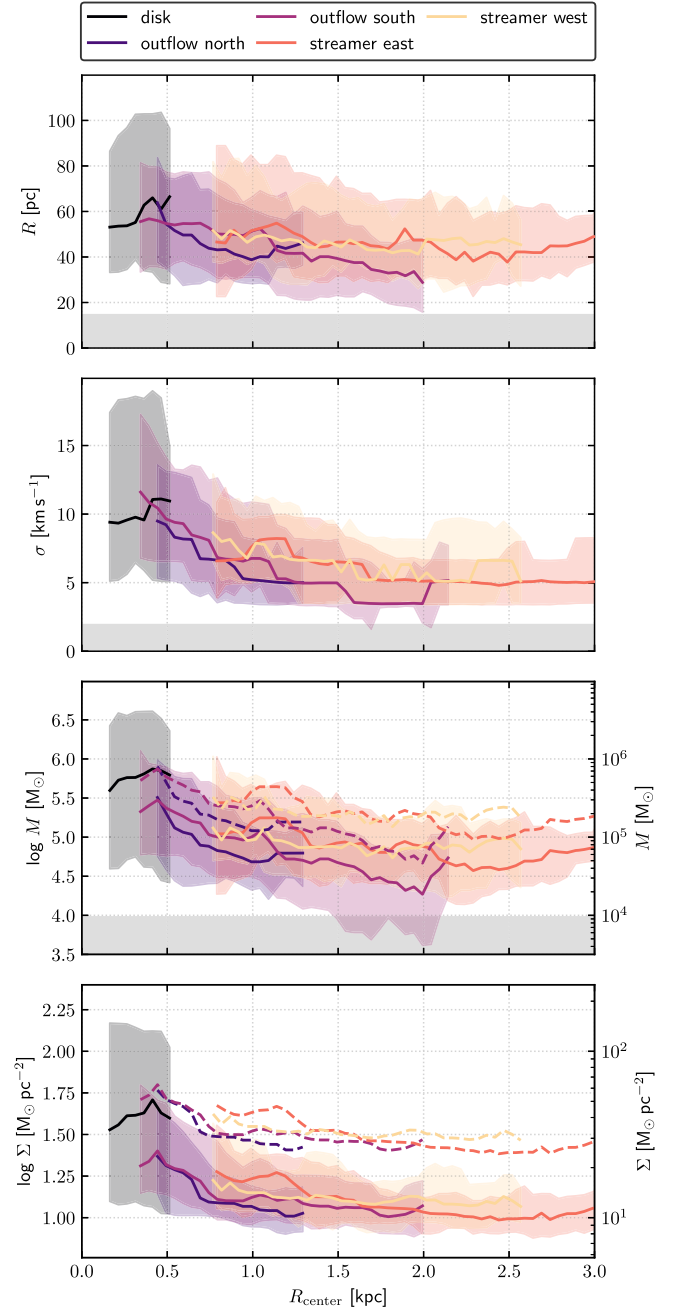 disk outflow south streamer west
outflow north streamer east
100
80
60
40
20
0
R [pc]
15
10
5
0
σ [km s⁻¹]
6.5
6.0
5.5
5.0
4.5
4.0
3.5
log M [M⊙]
10⁶
10⁵
10⁴
M [M⊙]
2.25
2.00
1.75
1.50
1.25
1.00
log Σ [M⊙ pc⁻²]
10²
10¹
Σ [M⊙ pc⁻²]
0.0 0.5 1.0 1.5 2.0 2.5 3.0
R_center [kpc]